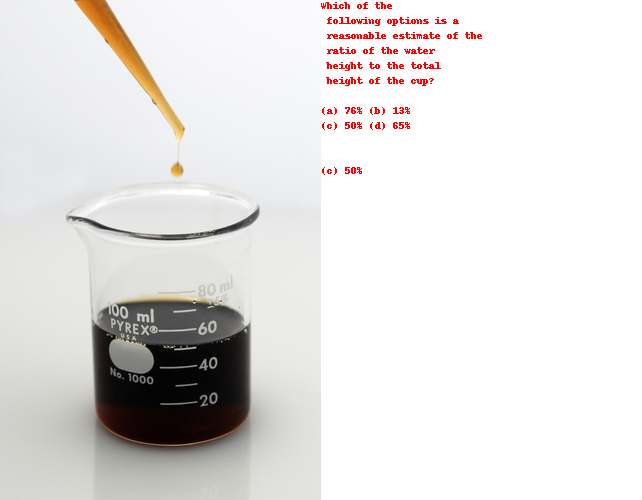 Which of the
following options is a
reasonable estimate of the
ratio of the water
height to the total
height of the cup?
(a) 76% (b) 13%
(c) 50% (d) 65%
(c) 50%
80 ml
100 ml
PYREX®
60
USA
40
No. 1000
20